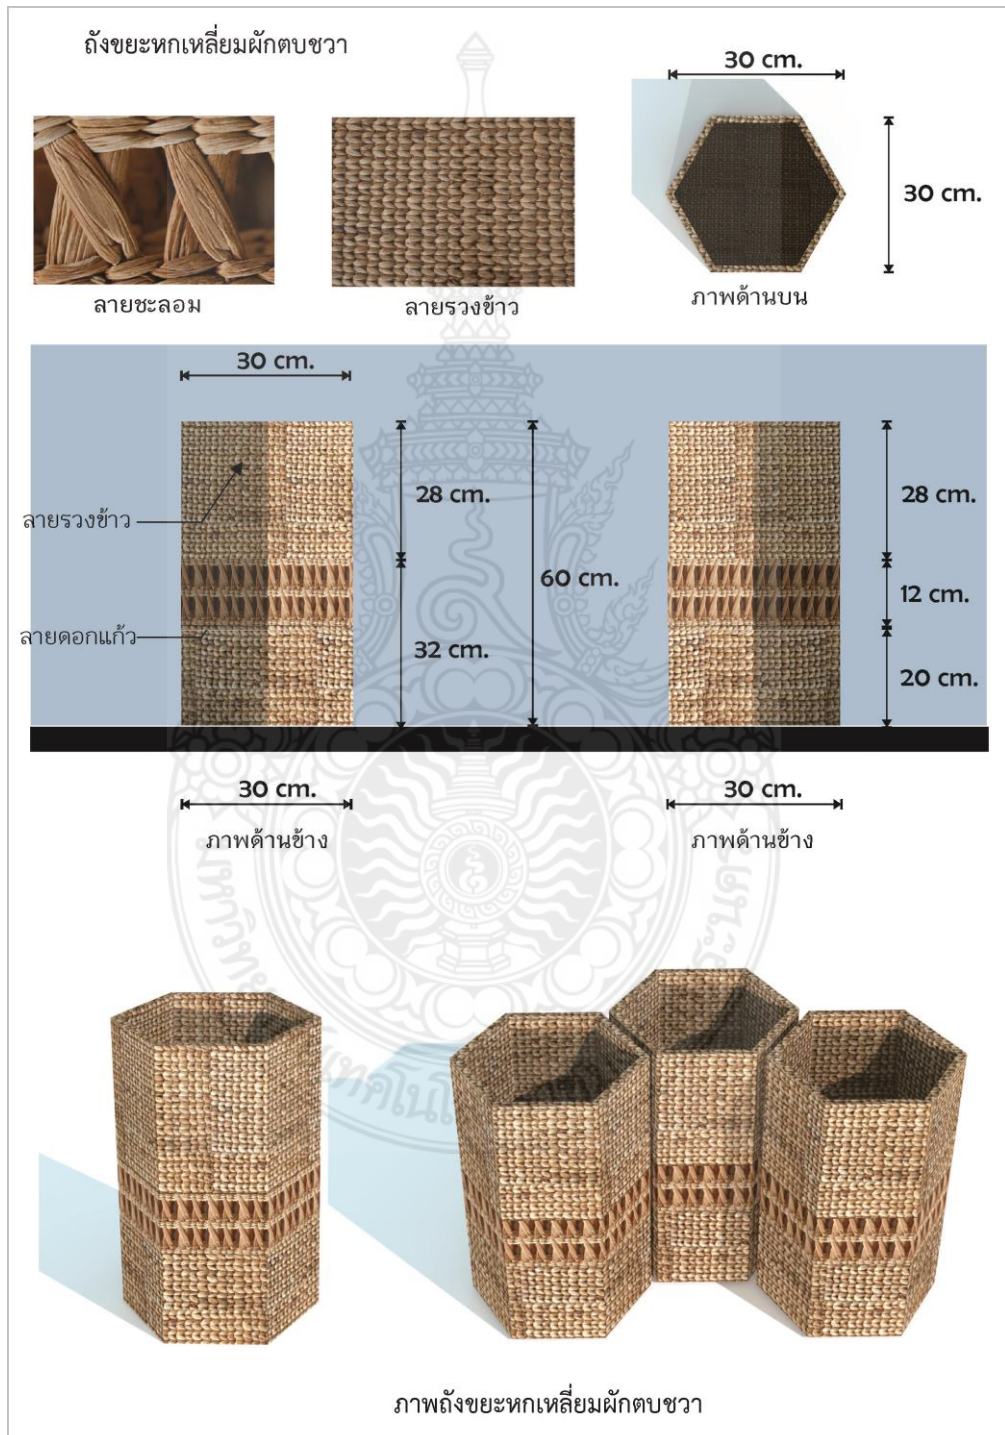 ถังขยะหกเหลี่ยมผักตบชวา
30 cm.
30 cm.
ลายชะลอม
ลายรวงข้าว
ภาพด้านบน
30 cm.
28 cm.
28 cm.
ลายรวงข้าว
60 cm.
12 cm.
ลายดอกแก้ว
32 cm.
20 cm.
30 cm.
30 cm.
ภาพด้านข้าง
ภาพด้านข้าง
ภาพถังขยะหกเหลี่ยมผักตบชวา